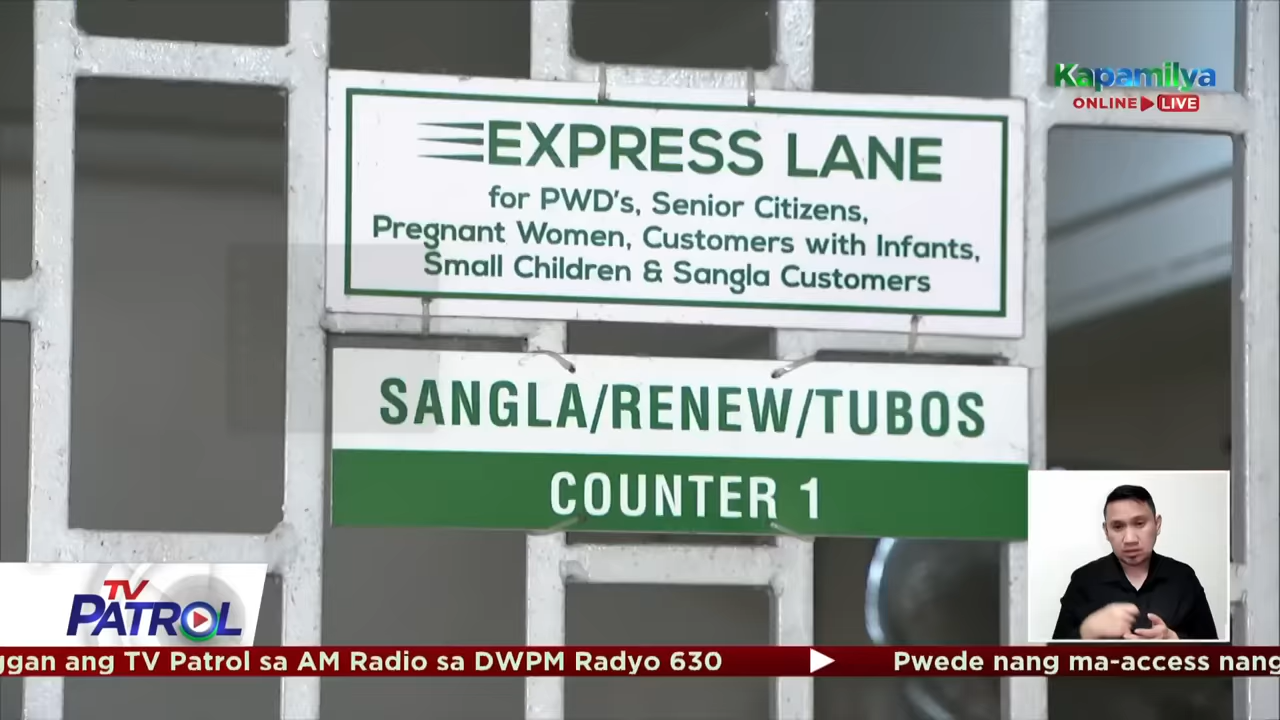 Kapamilya
ONLINE LIVE
EXPRESS LANE
for PWD's, Senior Citizens,
Pregnant Women, Customers with Infants,
Small Children & Sangla Customers
SANGLA/RENEW/TUBOS
COUNTER 1
TV
PATROL
ggan ang TV Patrol sa AM Radio sa DWPM Radyo 630
Pwede nang ma-access nang